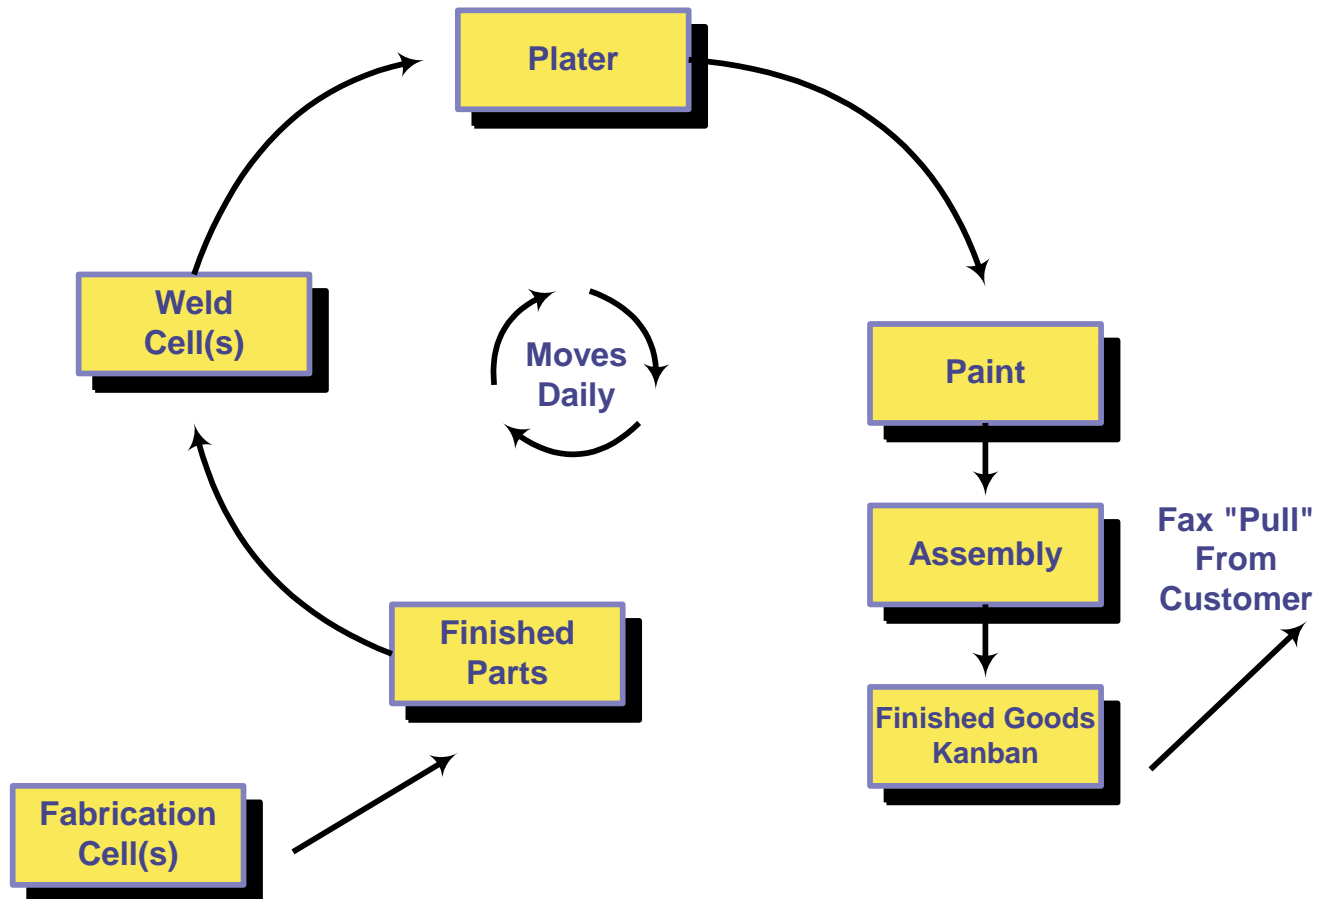 Plater
Weld
Cell(s)
Moves
Daily
Paint
Assembly
Fax "Pull"
From
Customer
Finished
Parts
Finished Goods
Kanban
Fabrication
Cell(s)